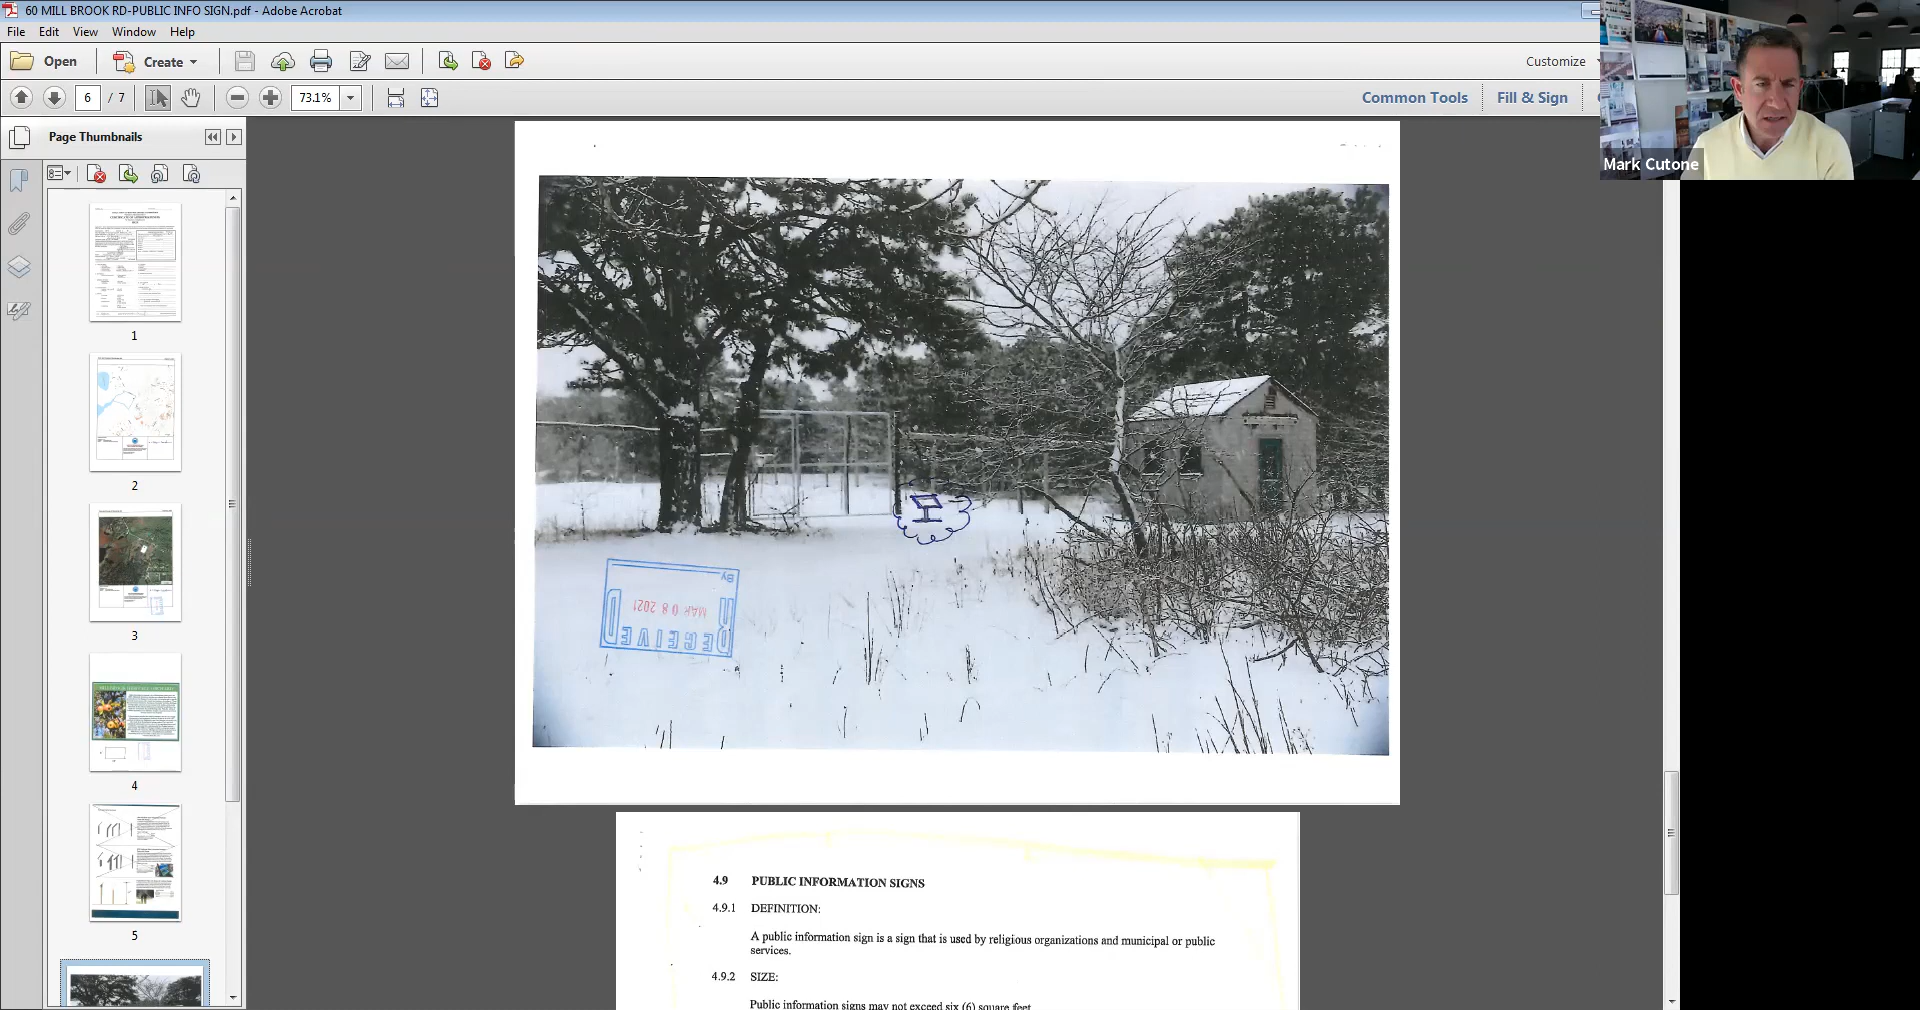 60 MILL BROOK RD-PUBLIC INFO SIGN.pdf - Adobe Acrobat
File Edit View Window Help
Open Create Customize
6 / 7 73.1% Common Tools Fill & Sign
Mark Cutone
Page Thumbnails
1
2
3
4
5
By
MAR 08 2021
RECEIVED
4.9 PUBLIC INFORMATION SIGNS
4.9.1 DEFINITION:
A public information sign is a sign that is used by religious organizations and municipal or public
services.
4.9.2 SIZE:
Public information signs may not exceed six (6) square feet